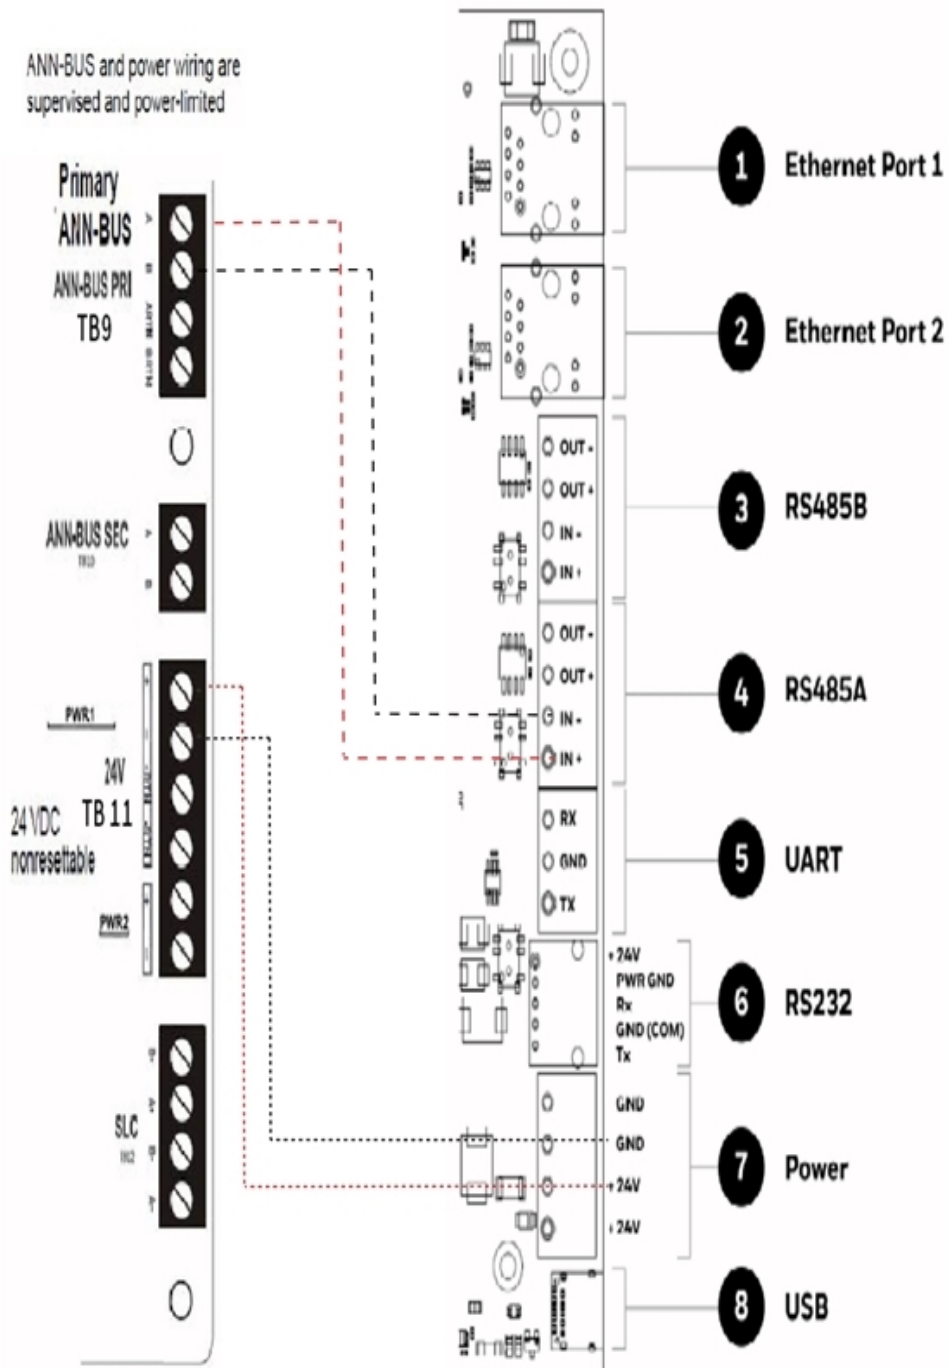 ANN-BUS and power wiring are
supervised and power-limited
Primary
ANN-BUS
ANN-BUS PRI
TB9
A
B
ANN-BUS SEC
TB10
A
B
PWR1
24V
TB 11
24 VDC
nonresettable
PWR2
SLC
TB12
1 Ethernet Port 1
2 Ethernet Port 2
OUT -
OUT +
IN -
IN +
3 RS485B
OUT -
OUT +
IN -
IN +
4 RS485A
RX
GND
TX
5 UART
+ 24V
PWR GND
Rx
GND (COM)
Tx
6 RS232
GND
GND
+ 24V
+ 24V
7 Power
8 USB